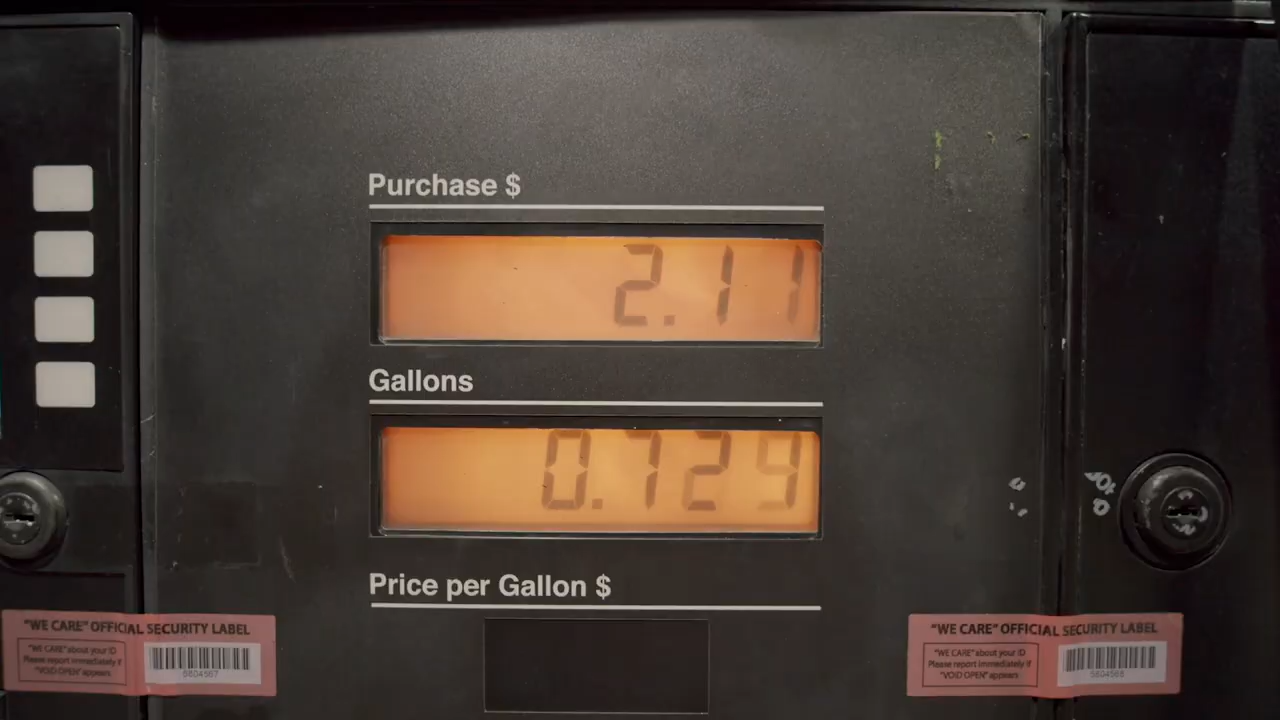 Purchase $
2.11
Gallons
0.729
Price per Gallon $
"WE CARE" OFFICIAL SECURITY LABEL
"WE CARE" about your ID
Please report immediately if
"VOID OPEN" appears
5604567
"WE CARE" OFFICIAL SECURITY LABEL
"WE CARE" about your ID
Please report immediately if
"VOID OPEN" appears
5604568